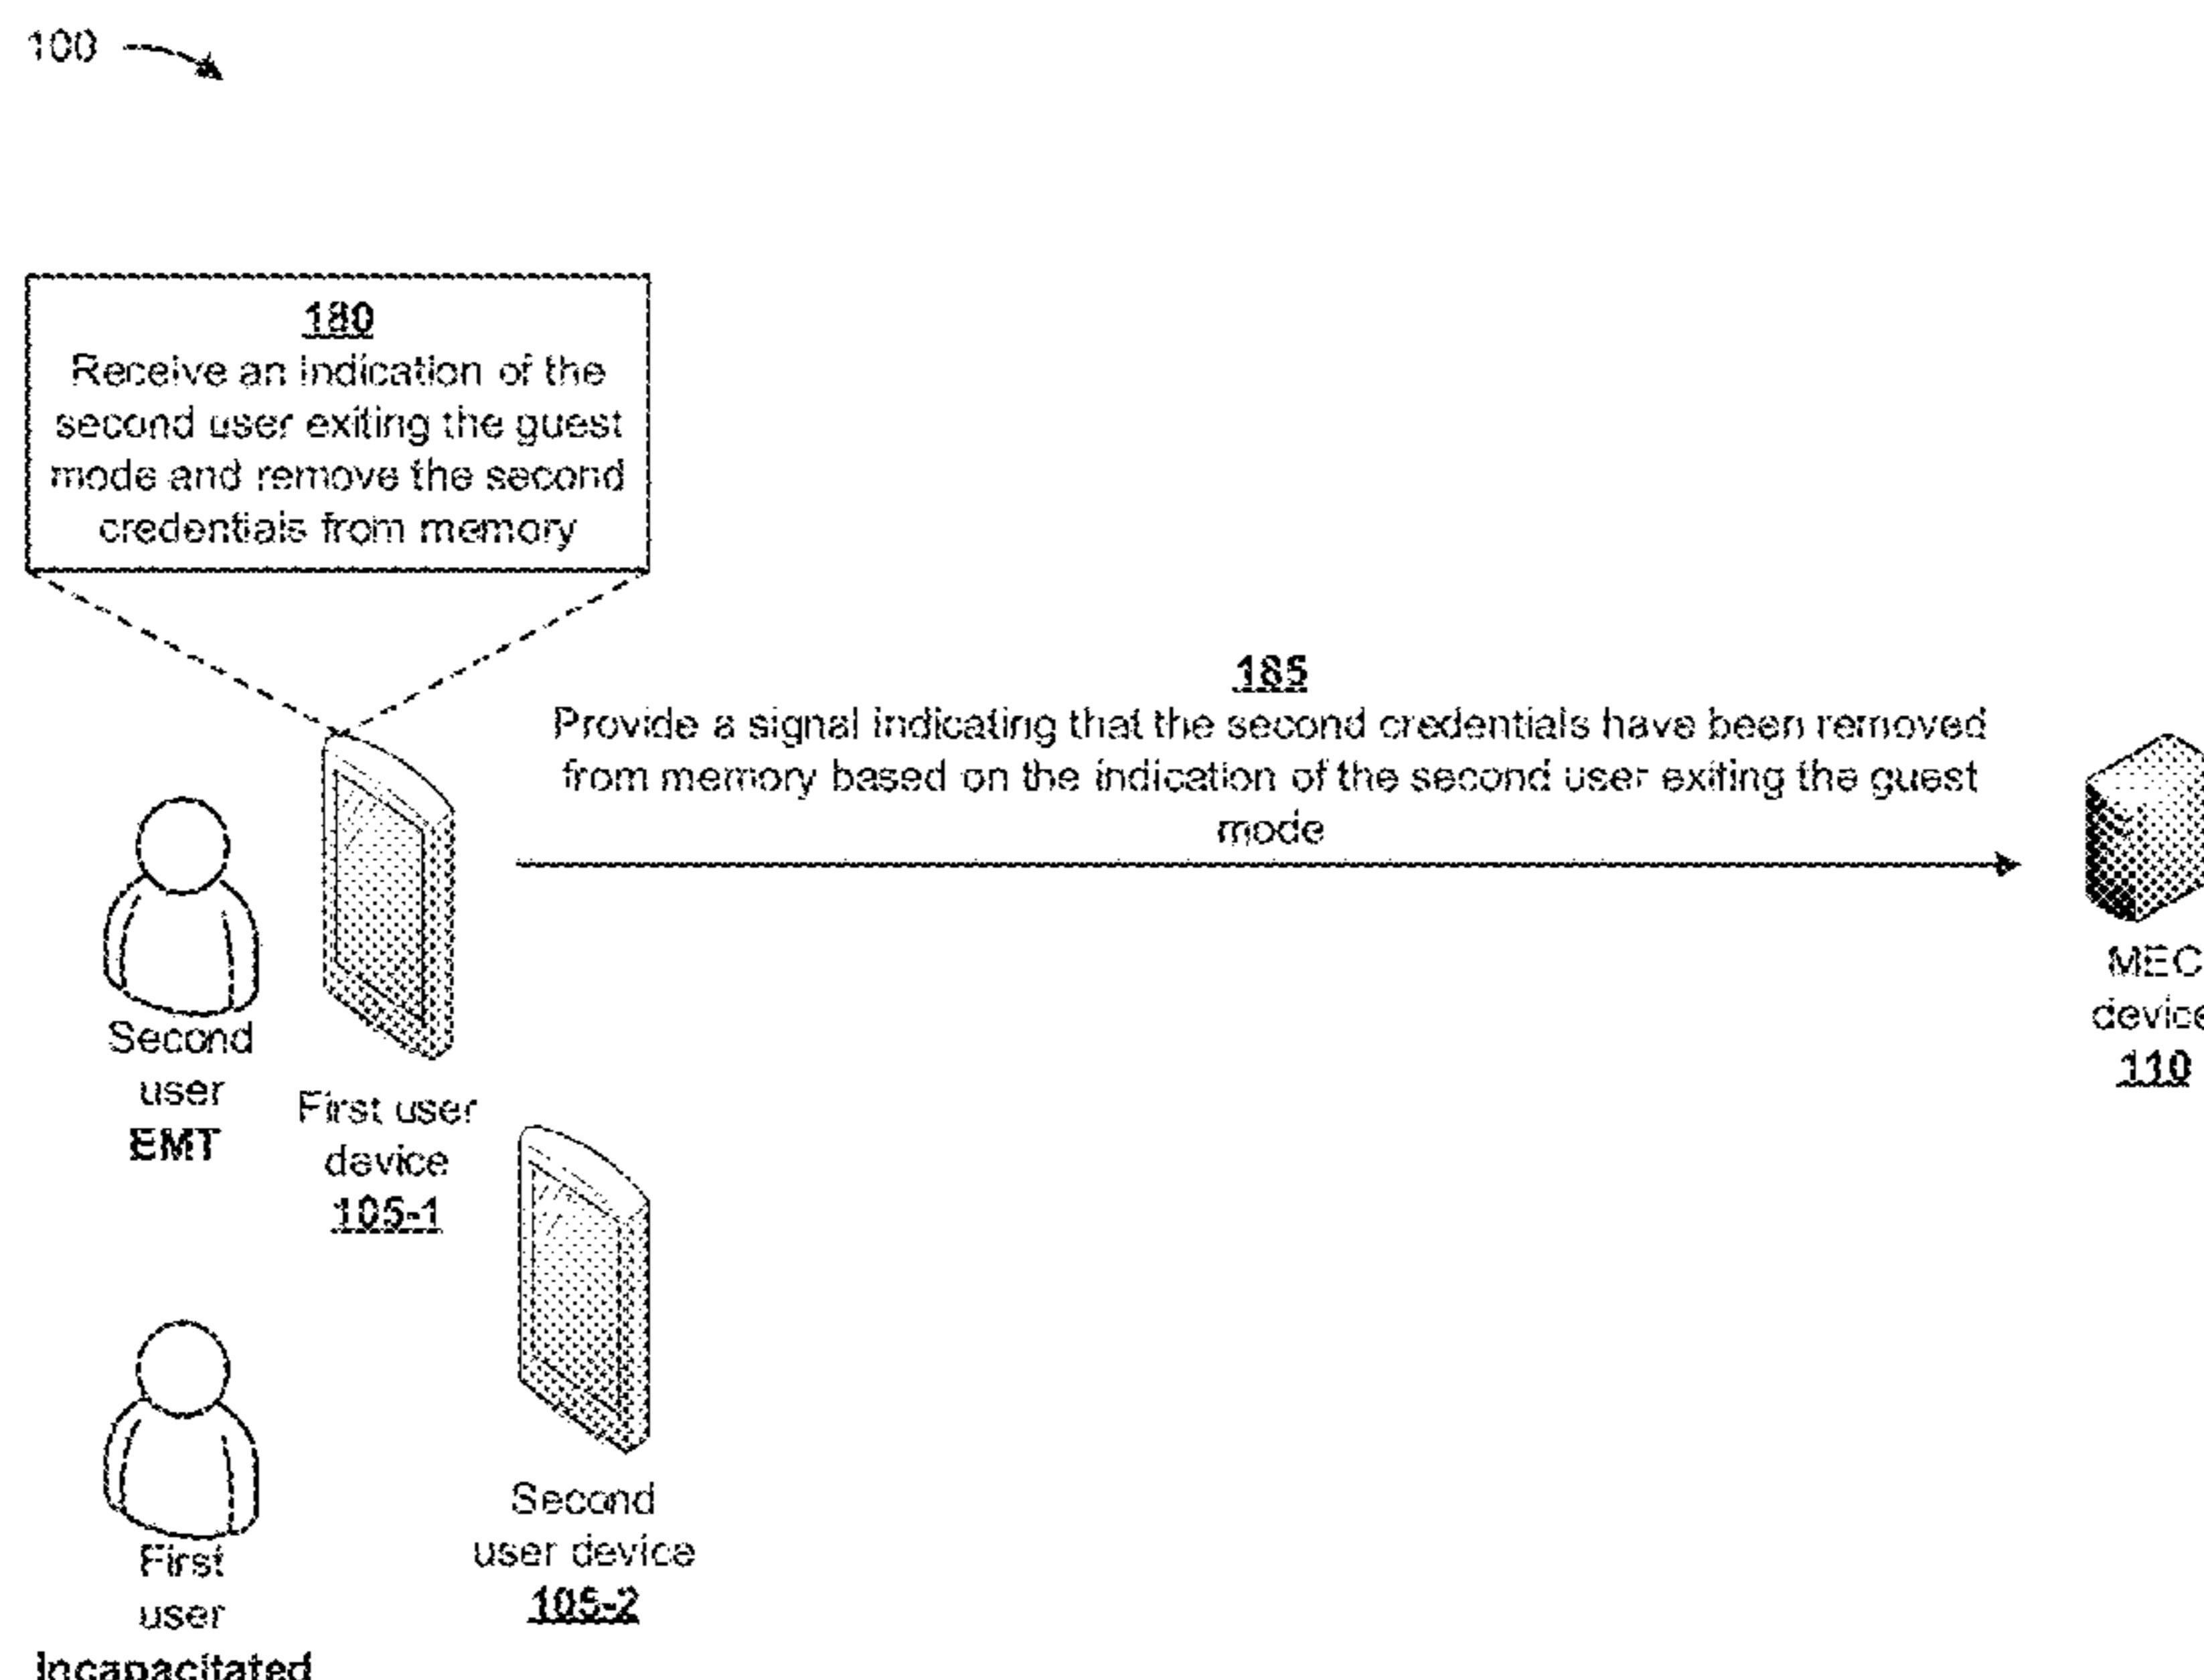 100
180
Receive an indication of the
second user exiting the guest
mode and remove the second
credentials from memory
185
Provide a signal indicating that the second credentials have been removed
from memory based on the indication of the second user exiting the guest
mode
MEC
device
110
Second
user
EMT
First user
device
105-1
Second
user device
105-2
First
user
Incapacitated